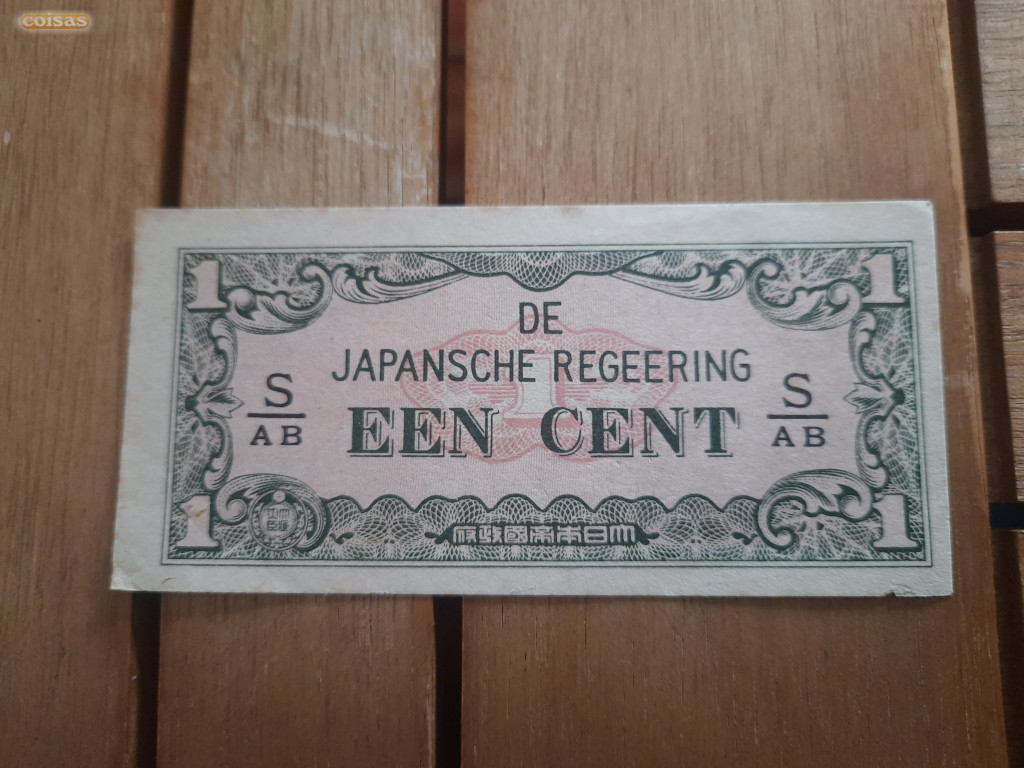 coisas
1 1
DE
JAPANSCHE REGEERING
S S
AB AB
EEN CENT
1 1
府政國帝本日大